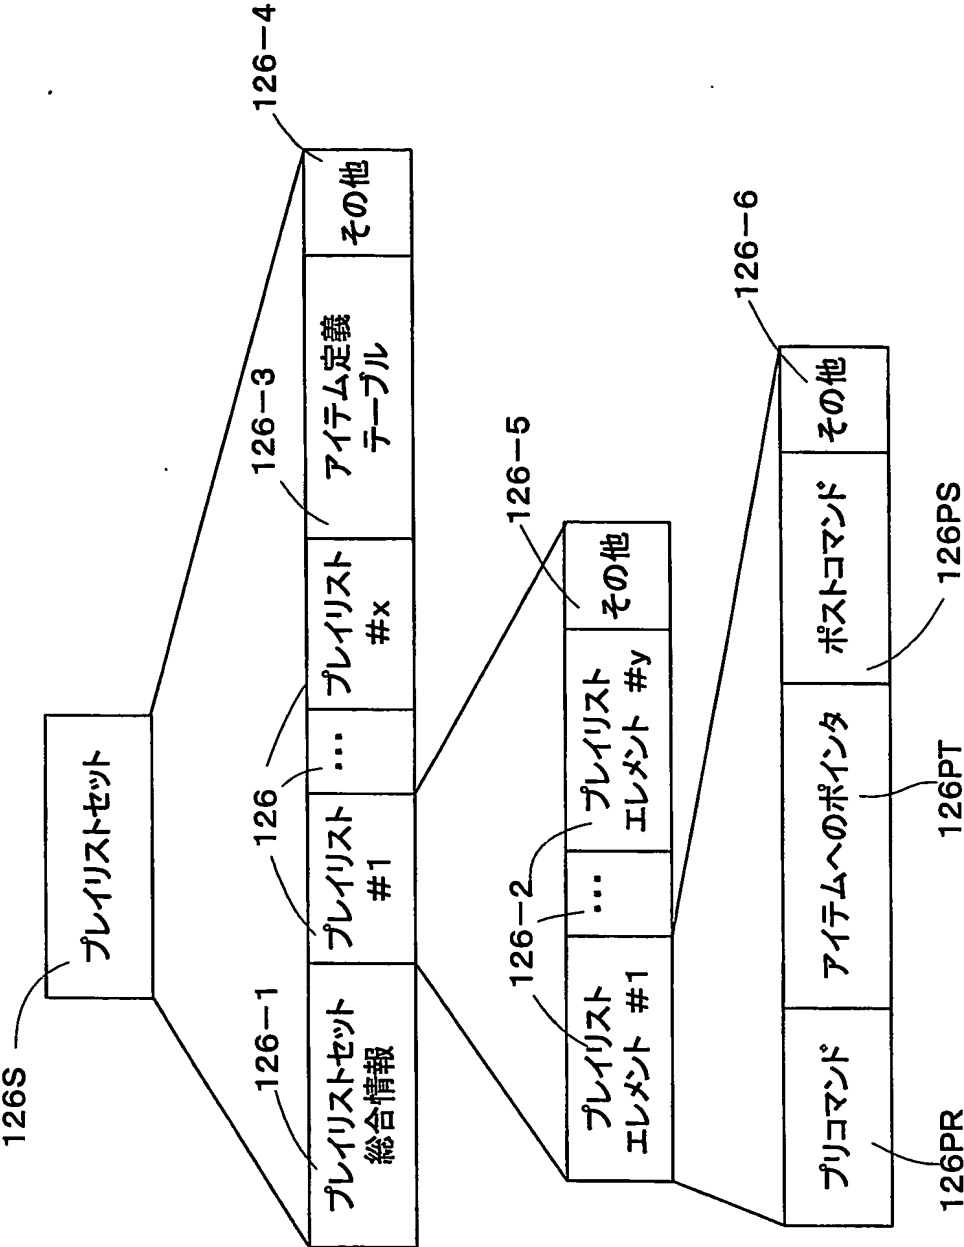 126S
プレイリストセット
126-1
126
126-3
126-4
プレイリストセット
総合情報
プレイリスト
#1
...
プレイリスト
#x
アイテム定義
テーブル
その他
126-2
126-5
プレイリスト
エレメント #1
...
プレイリスト
エレメント #y
その他
126-6
プリコマンド
アイテムへのポインタ
ポストコマンド
その他
126PR
126PT
126PS